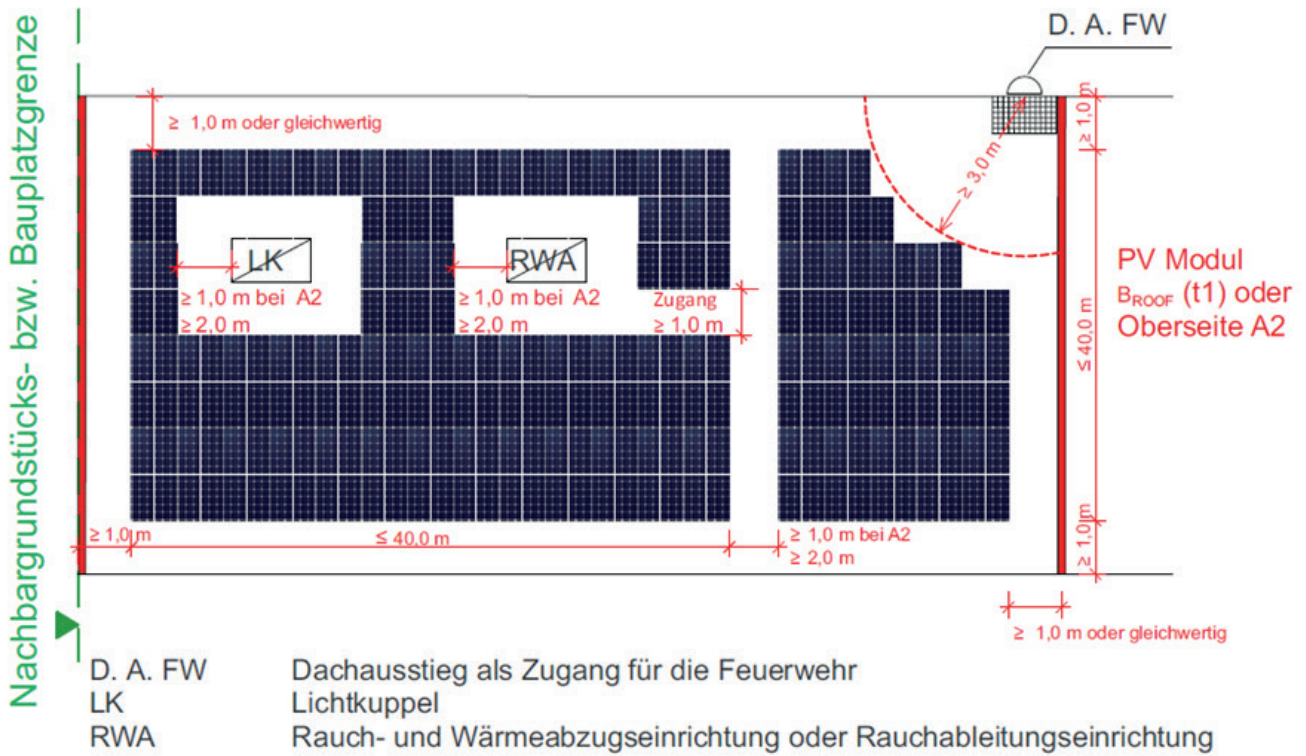 Nachbargrundstücks- bzw. Bauplatzgrenze
D. A. FW
≥ 1,0 m oder gleichwertig
≥ 1,0 m
≥ 3,0 m
LK
RWA
≥ 1,0 m bei A2
≥ 2,0 m
≥ 1,0 m bei A2
≥ 2,0 m
Zugang
≥ 1,0 m
PV Modul
BROOF (t1) oder
Oberseite A2
≤ 40,0 m
≥ 1,0 m
≤ 40,0 m
≥ 1,0 m bei A2
≥ 2,0 m
≥ 1,0 m
≥ 1,0 m oder gleichwertig
D. A. FW Dachausstieg als Zugang für die Feuerwehr
LK Lichtkuppel
RWA Rauch- und Wärmeabzugseinrichtung oder Rauchableitungseinrichtung